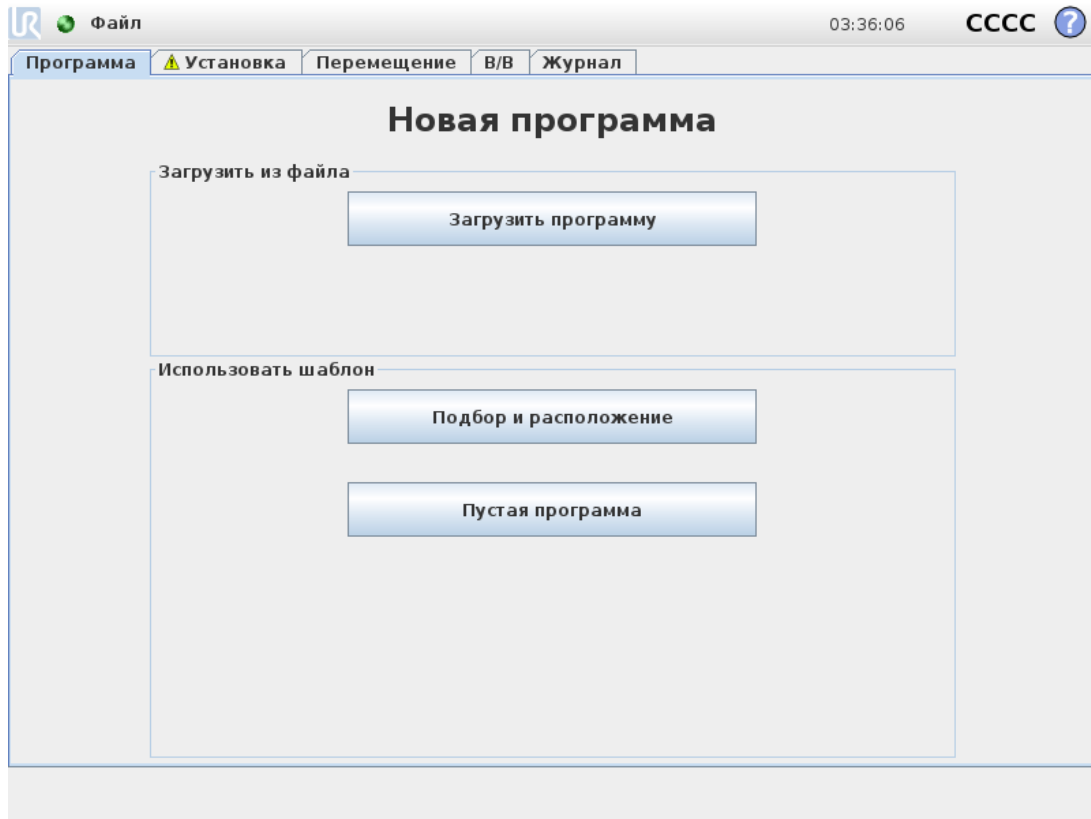 UR Файл 03:36:06 CCCC ?
Программа Установка Перемещение В/В Журнал
Новая программа
Загрузить из файла
Загрузить программу
Использовать шаблон
Подбор и расположение
Пустая программа